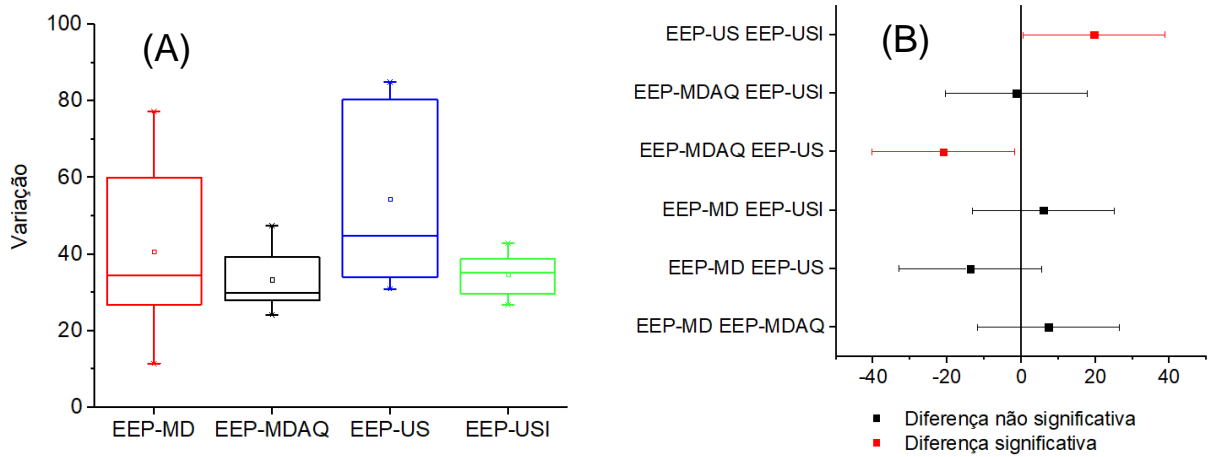 (A)
Variação
100
80
60
40
20
0
EEP-MD EEP-MDAQ EEP-US EEP-USI
(B)
EEP-US EEP-USI
EEP-MDAQ EEP-USI
EEP-MDAQ EEP-US
EEP-MD EEP-USI
EEP-MD EEP-US
EEP-MD EEP-MDAQ
-40 -20 0 20 40
Diferença não significativa
Diferença significativa